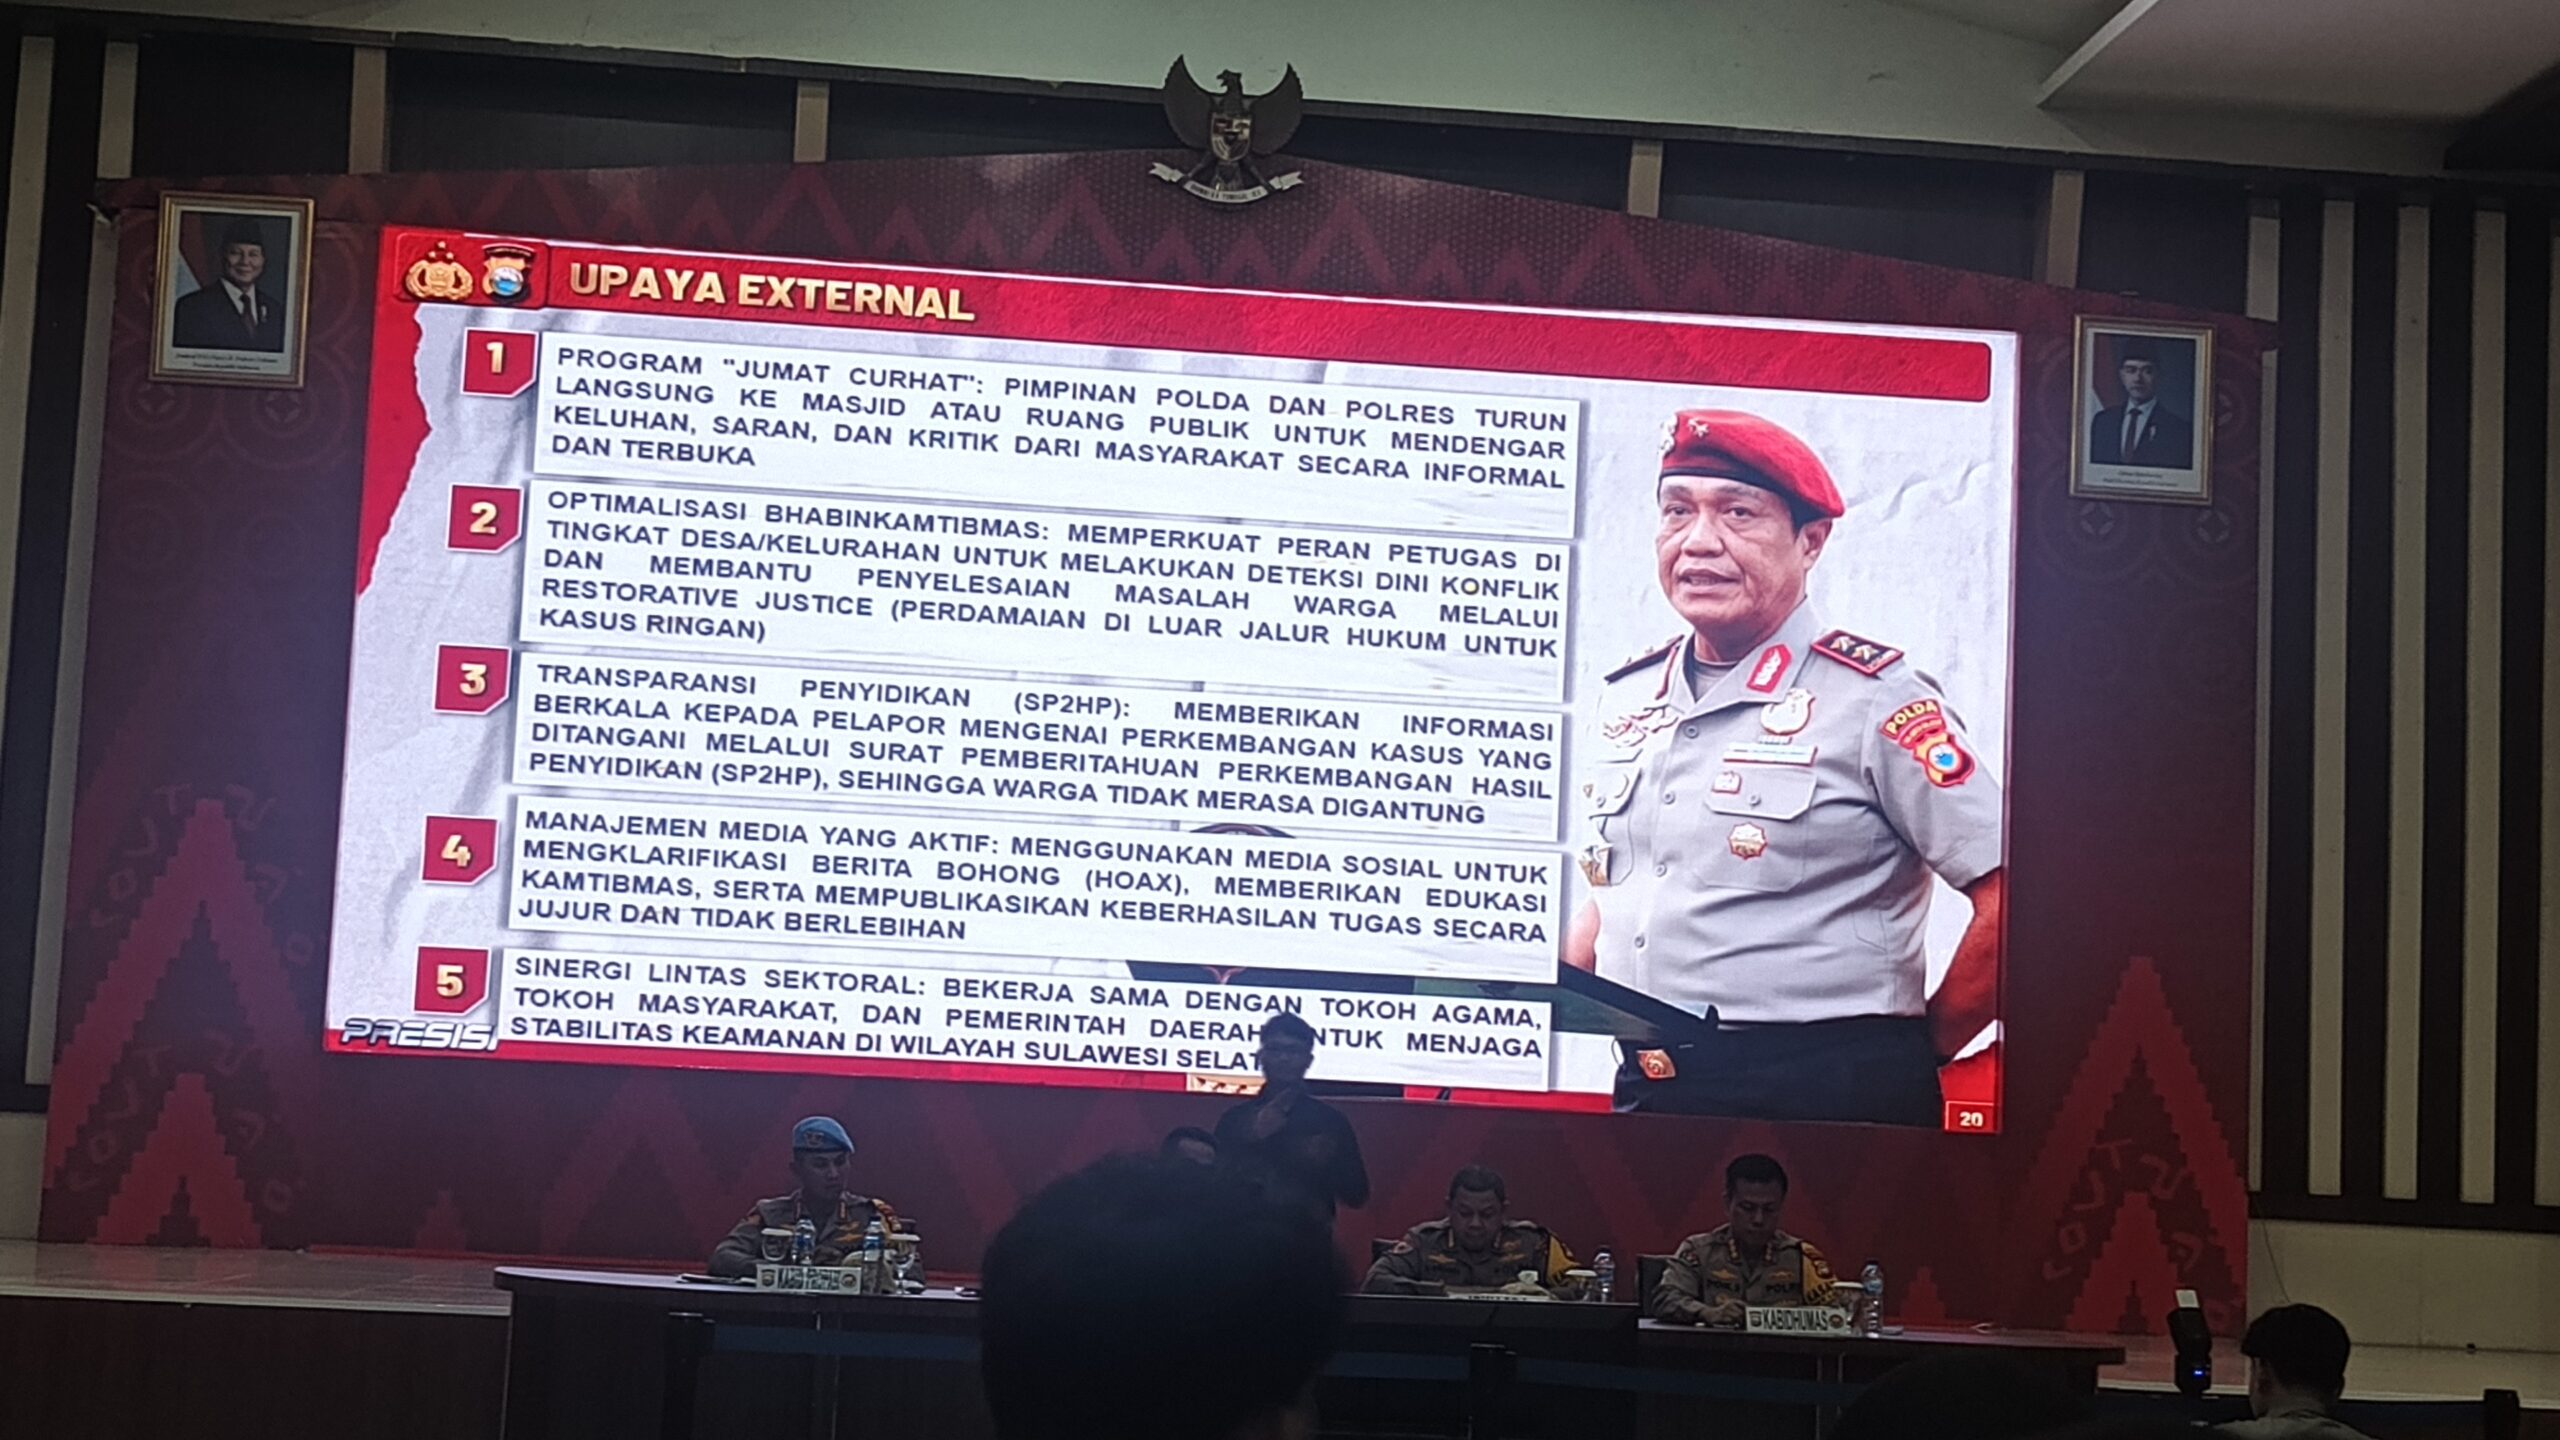 UPAYA EXTERNAL
1
PROGRAM "JUMAT CURHAT": PIMPINAN POLDA DAN POLRES TURUN
LANGSUNG KE MASJID ATAU RUANG PUBLIK UNTUK MENDENGAR
KELUHAN, SARAN, DAN KRITIK DARI MASYARAKAT SECARA INFORMAL
DAN TERBUKA
2
OPTIMALISASI BHABINKAMTIBMAS: MEMPERKUAT PERAN PETUGAS DI
TINGKAT DESA/KELURAHAN UNTUK MELAKUKAN DETEKSI DINI KONFLIK
DAN MEMBANTU PENYELESAIAN MASALAH WARGA MELALUI
RESTORATIVE JUSTICE (PERDAMAIAN DI LUAR JALUR HUKUM UNTUK
KASUS RINGAN)
3
TRANSPARANSI PENYIDIKAN (SP2HP): MEMBERIKAN INFORMASI
BERKALA KEPADA PELAPOR MENGENAI PERKEMBANGAN KASUS YANG
DITANGANI MELALUI SURAT PEMBERITAHUAN PERKEMBANGAN HASIL
PENYIDIKAN (SP2HP), SEHINGGA WARGA TIDAK MERASA DIGANTUNG
4
MANAJEMEN MEDIA YANG AKTIF: MENGGUNAKAN MEDIA SOSIAL UNTUK
MENGKLARIFIKASI BERITA BOHONG (HOAX), MEMBERIKAN EDUKASI
KAMTIBMAS, SERTA MEMPUBLIKASIKAN KEBERHASILAN TUGAS SECARA
JUJUR DAN TIDAK BERLEBIHAN
5
SINERGI LINTAS SEKTORAL: BEKERJA SAMA DENGAN TOKOH AGAMA,
TOKOH MASYARAKAT, DAN PEMERINTAH DAERAH NTUK MENJAGA
STABILITAS KEAMANAN DI WILAYAH SULAWESI SELAT
PRESISI
POLDA
20
KABID PROPAM
KABIDHUMAS